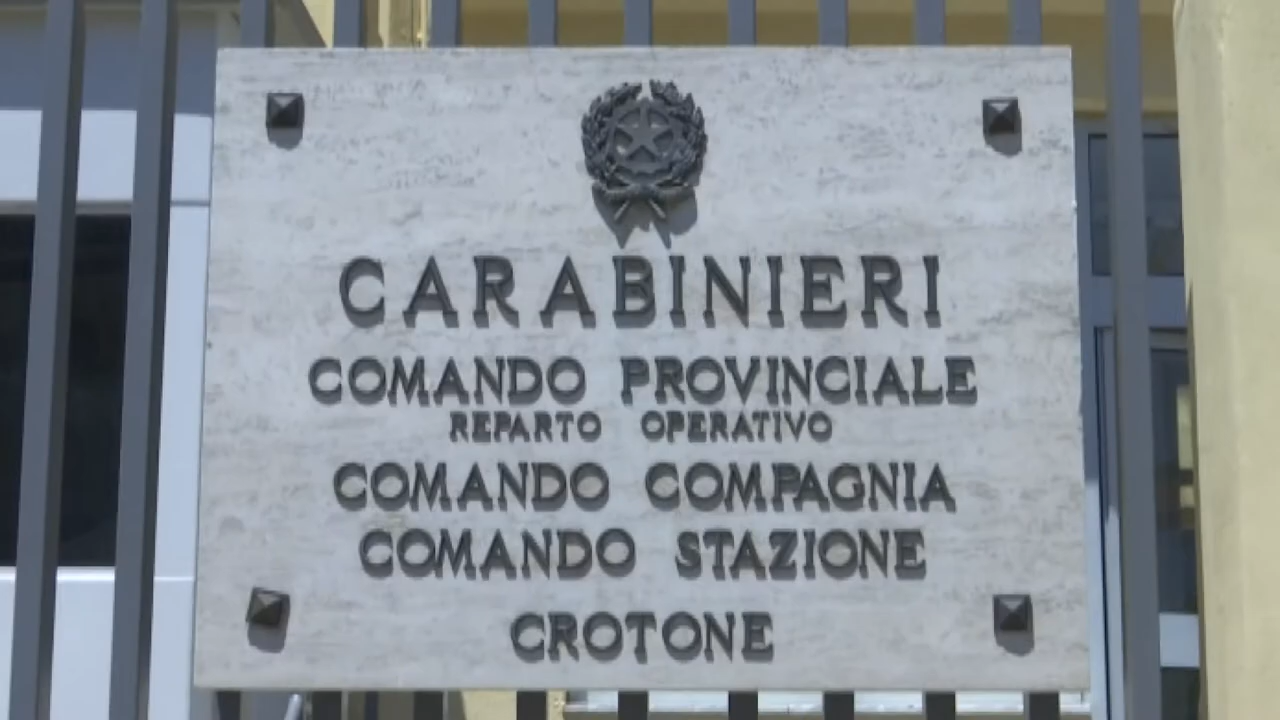 CARABINIERI
COMANDO PROVINCIALE
REPARTO OPERATIVO
COMANDO COMPAGNIA
COMANDO STAZIONE
CROTONE